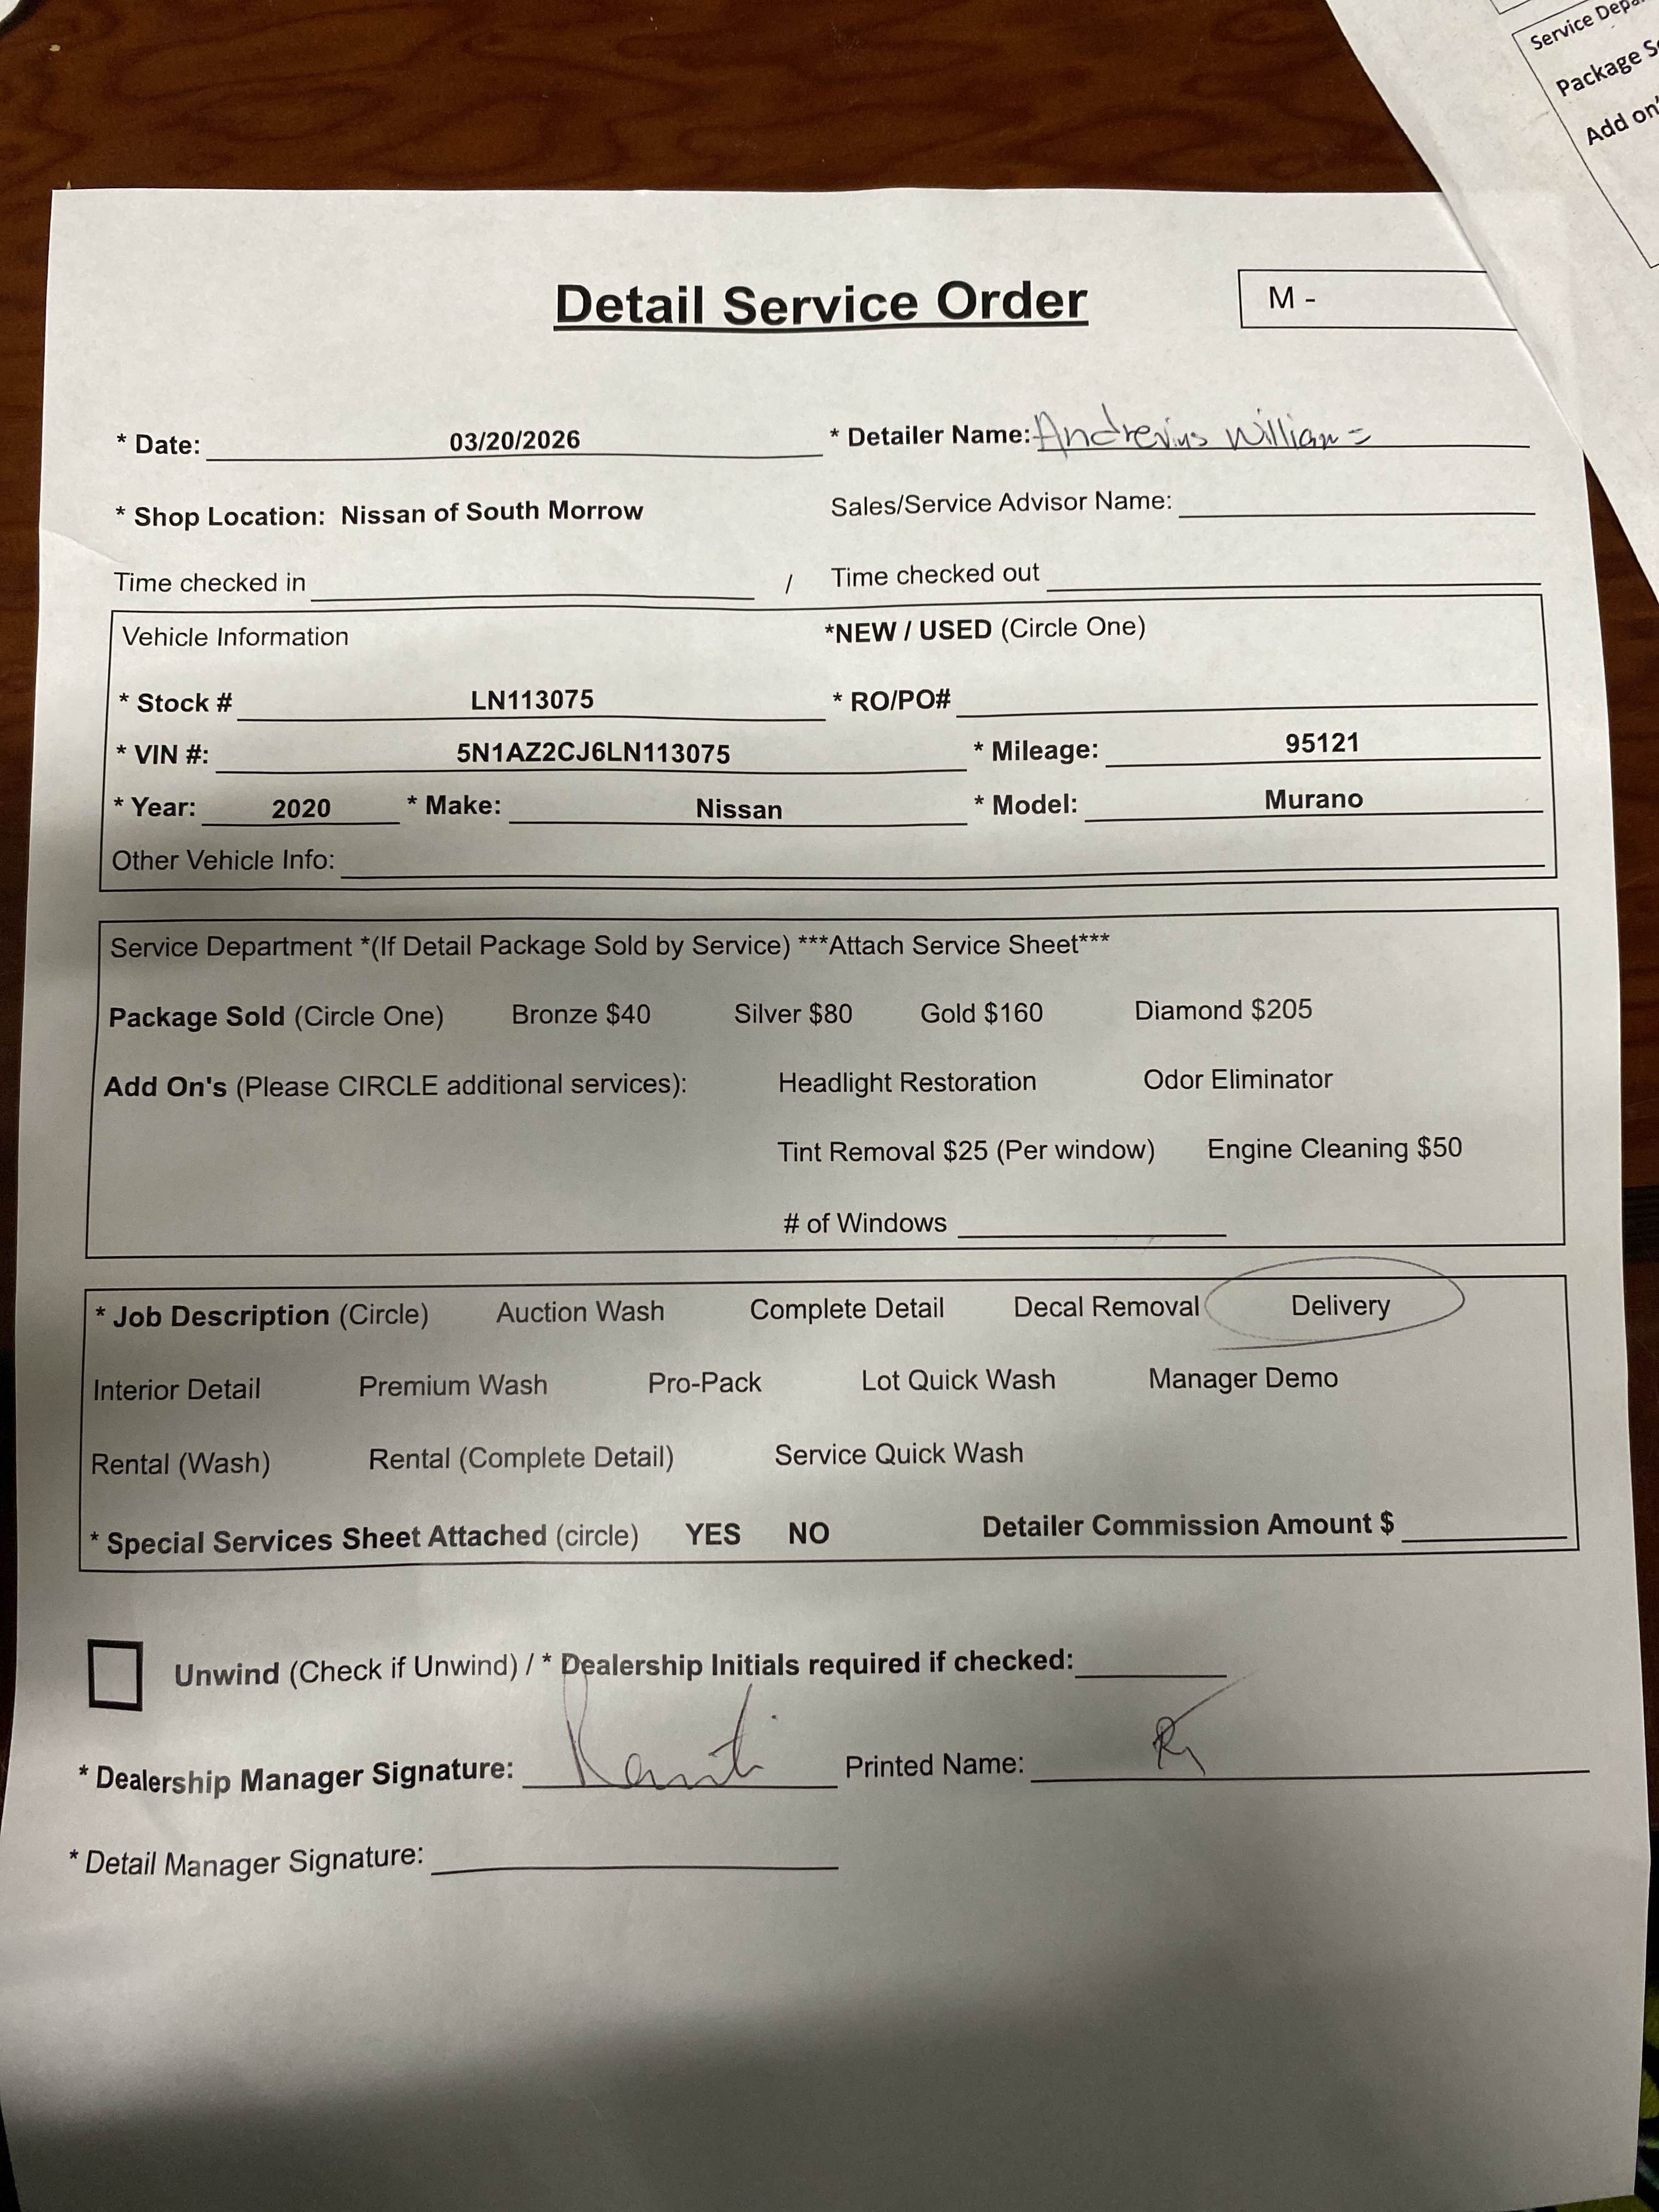 Service Depa
Package S
Add on'
Detail Service Order
M -
* Date: 03/20/2026 * Detailer Name: Williams
* Shop Location: Nissan of South Morrow Sales/Service Advisor Name:
Time checked in / Time checked out
Vehicle Information *NEW / USED (Circle One)
* Stock # LN113075 * RO/PO#
* VIN #: 5N1AZ2CJ6LN113075 * Mileage: 95121
* Year: 2020 * Make: Nissan * Model: Murano
Other Vehicle Info:
Service Department *(If Detail Package Sold by Service) ***Attach Service Sheet***
Package Sold (Circle One) Bronze $40 Silver $80 Gold $160 Diamond $205
Add On's (Please CIRCLE additional services): Headlight Restoration Odor Eliminator
Tint Removal $25 (Per window) Engine Cleaning $50
# of Windows
* Job Description (Circle) Auction Wash Complete Detail Decal Removal Delivery
Interior Detail Premium Wash Pro-Pack Lot Quick Wash Manager Demo
Rental (Wash) Rental (Complete Detail) Service Quick Wash
* Special Services Sheet Attached (circle) YES NO Detailer Commission Amount $
Unwind (Check if Unwind) / * Dealership Initials required if checked:
* Dealership Manager Signature: Printed Name:
* Detail Manager Signature: